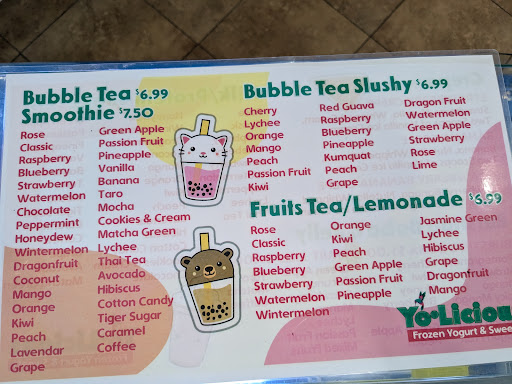 Bubble Tea $6.99
Smoothie $7.50
Rose
Classic
Raspberry
Blueberry
Strawberry
Watermelon
Chocolate
Peppermint
Honeydew
Wintermelon
Dragonfruit
Coconut
Mango
Orange
Kiwi
Peach
Lavendar
Grape
Green Apple
Passion Fruit
Pineapple
Vanilla
Banana
Taro
Mocha
Cookies & Cream
Matcha Green
Lychee
Thai Tea
Avocado
Hibiscus
Cotton Candy
Tiger Sugar
Caramel
Coffee
Bubble Tea Slushy $6.99
Cherry
Lychee
Orange
Mango
Peach
Passion Fruit
Kiwi
Red Guava
Raspberry
Blueberry
Pineapple
Kumquat
Peach
Grape
Dragon Fruit
Watermelon
Green Apple
Strawberry
Rose
Lime
Fruits Tea/Lemonade $6.99
Rose
Classic
Raspberry
Blueberry
Strawberry
Watermelon
Wintermelon
Orange
Kiwi
Peach
Green Apple
Passion Fruit
Pineapple
Jasmine Green
Lychee
Hibiscus
Grape
Dragonfruit
Mango
Yo-Licious
Frozen Yogurt & Swee